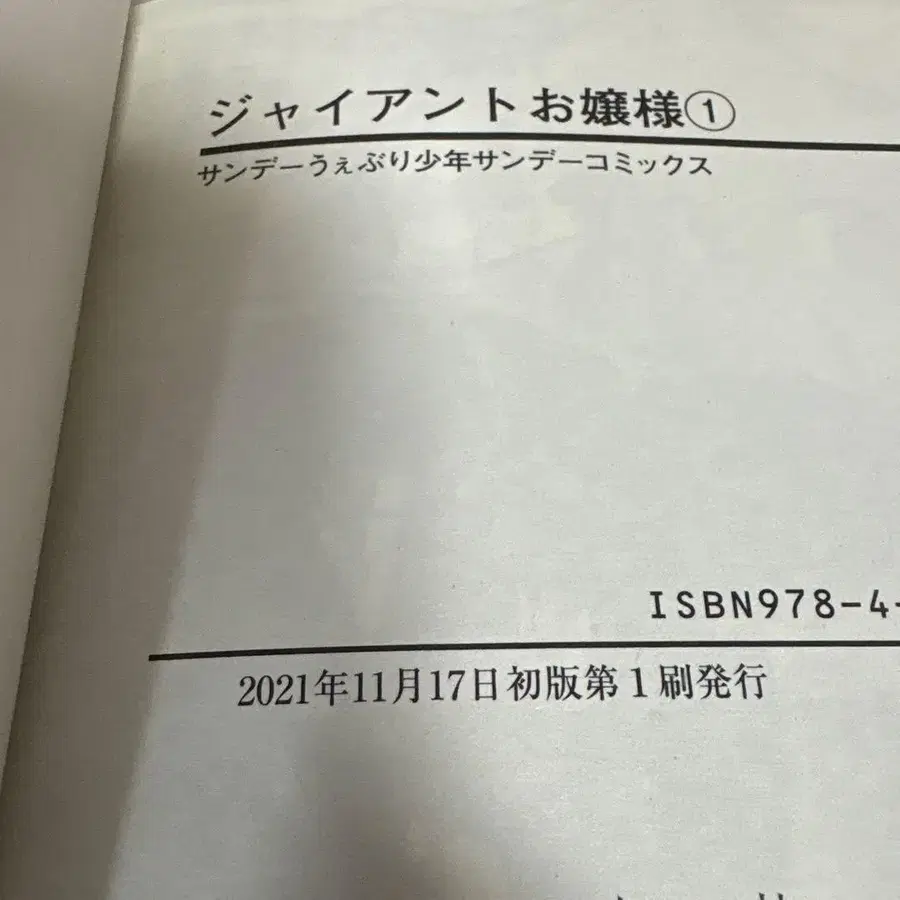 ジャイアントお嬢様①
サンデーうぇぶり少年サンデーコミックス
ISBN978-4-
2021年11月17日初版第1刷発行